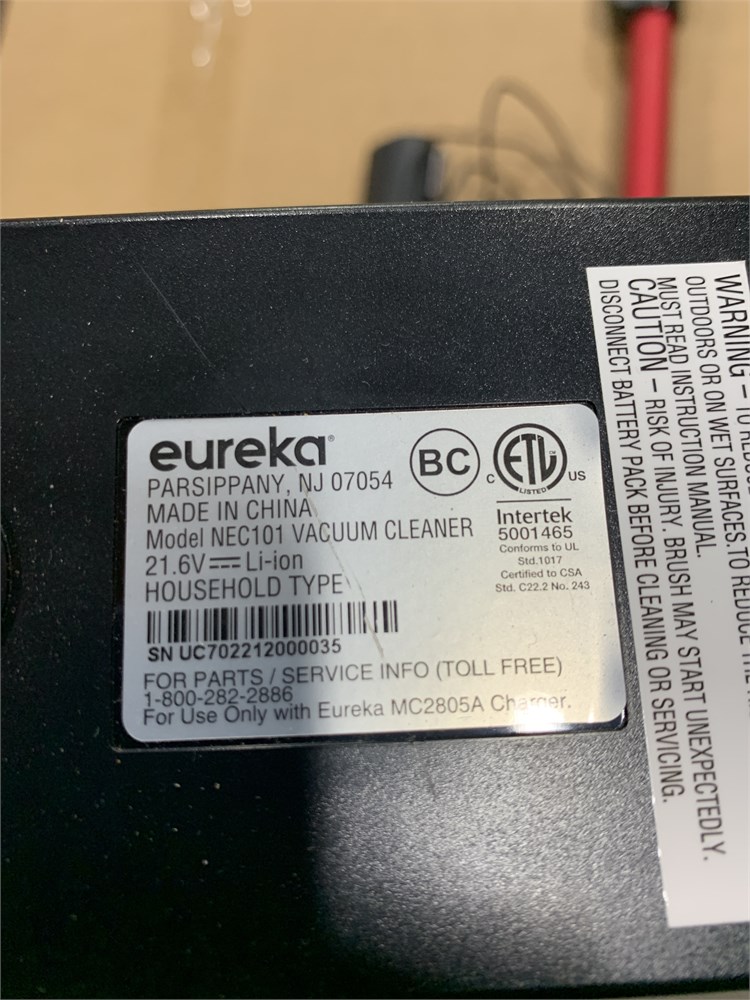 eureka®
PARSIPPANY, NJ 07054
MADE IN CHINA
Model NEC101 VACUUM CLEANER
21.6V⎓ Li-ion
HOUSEHOLD TYPE
SN UC702212000035
FOR PARTS / SERVICE INFO (TOLL FREE)
1-800-282-2886
For Use Only with Eureka MC2805A Charger.
BC
C ETL US
LISTED
Intertek
5001465
Conforms to UL
Std.1017
Certified to CSA
Std. C22.2 No. 243
WARNING – TO
OUTDOORS OR ON WET SURFACES. TO REDUCE THE
MUST READ INSTRUCTION MANUAL.
CAUTION – RISK OF INJURY. BRUSH MAY START UNEXPECTEDLY.
DISCONNECT BATTERY PACK BEFORE CLEANING OR SERVICING.